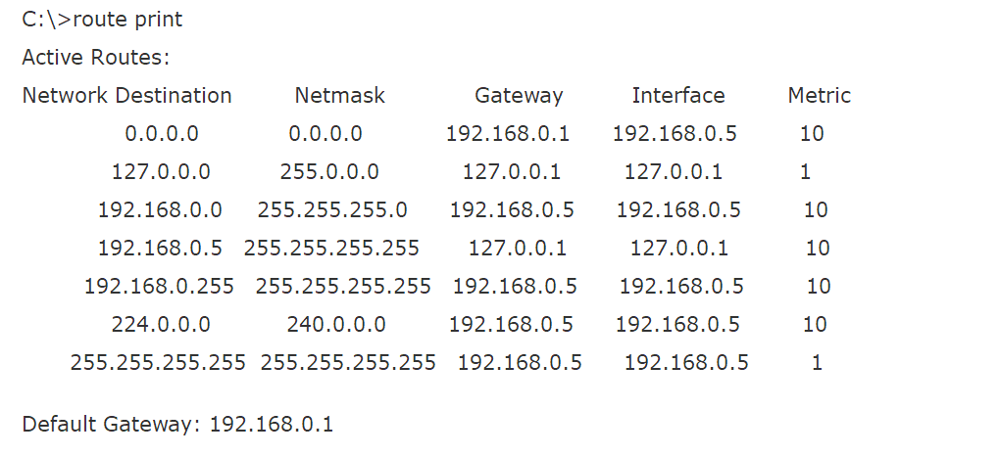 C:\>route print
Active Routes:
Network Destination Netmask Gateway Interface Metric
0.0.0.0 0.0.0.0 192.168.0.1 192.168.0.5 10
127.0.0.0 255.0.0.0 127.0.0.1 127.0.0.1 1
192.168.0.0 255.255.255.0 192.168.0.5 192.168.0.5 10
192.168.0.5 255.255.255.255 127.0.0.1 127.0.0.1 10
192.168.0.255 255.255.255.255 192.168.0.5 192.168.0.5 10
224.0.0.0 240.0.0.0 192.168.0.5 192.168.0.5 10
255.255.255.255 255.255.255.255 192.168.0.5 192.168.0.5 1
Default Gateway: 192.168.0.1